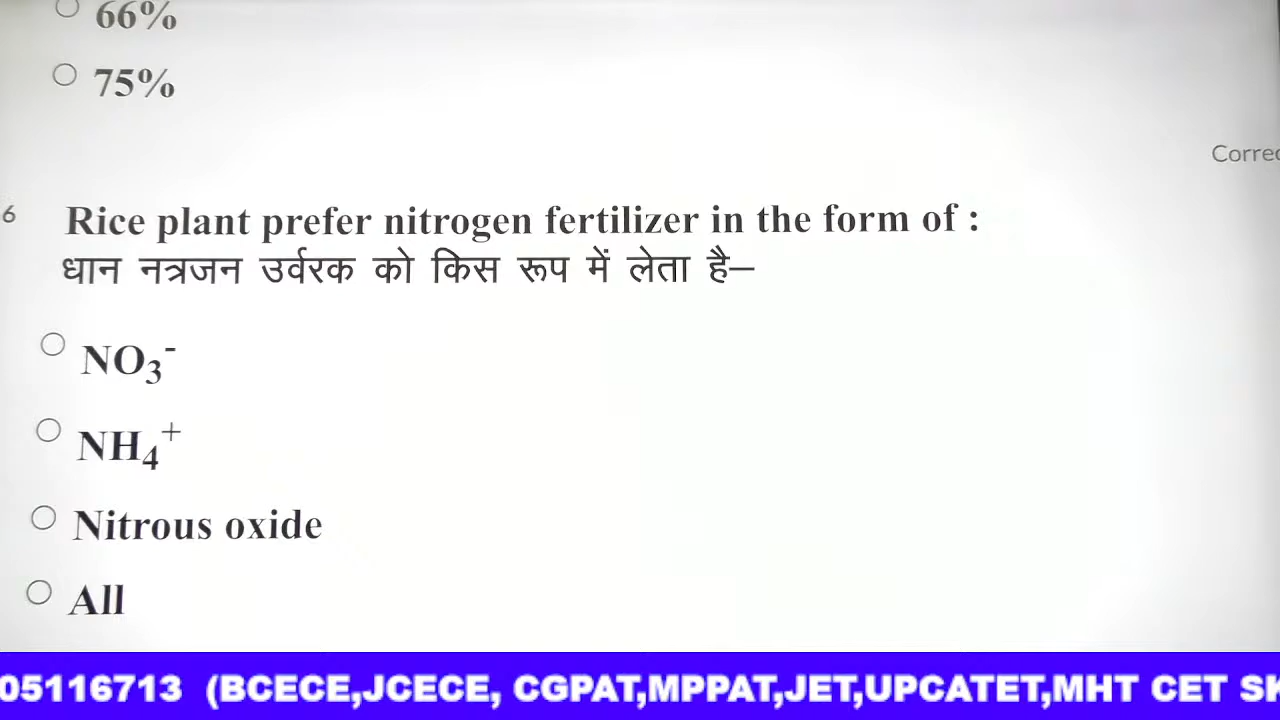 66%
75%
Correc
6 Rice plant prefer nitrogen fertilizer in the form of :
धान नत्रजन उर्वरक को किस रूप में लेता है–
NO₃⁻
NH₄⁺
Nitrous oxide
All
05116713 (BCECE,JCECE, CGPAT,MPPAT,JET,UPCATET,MHT CET SK